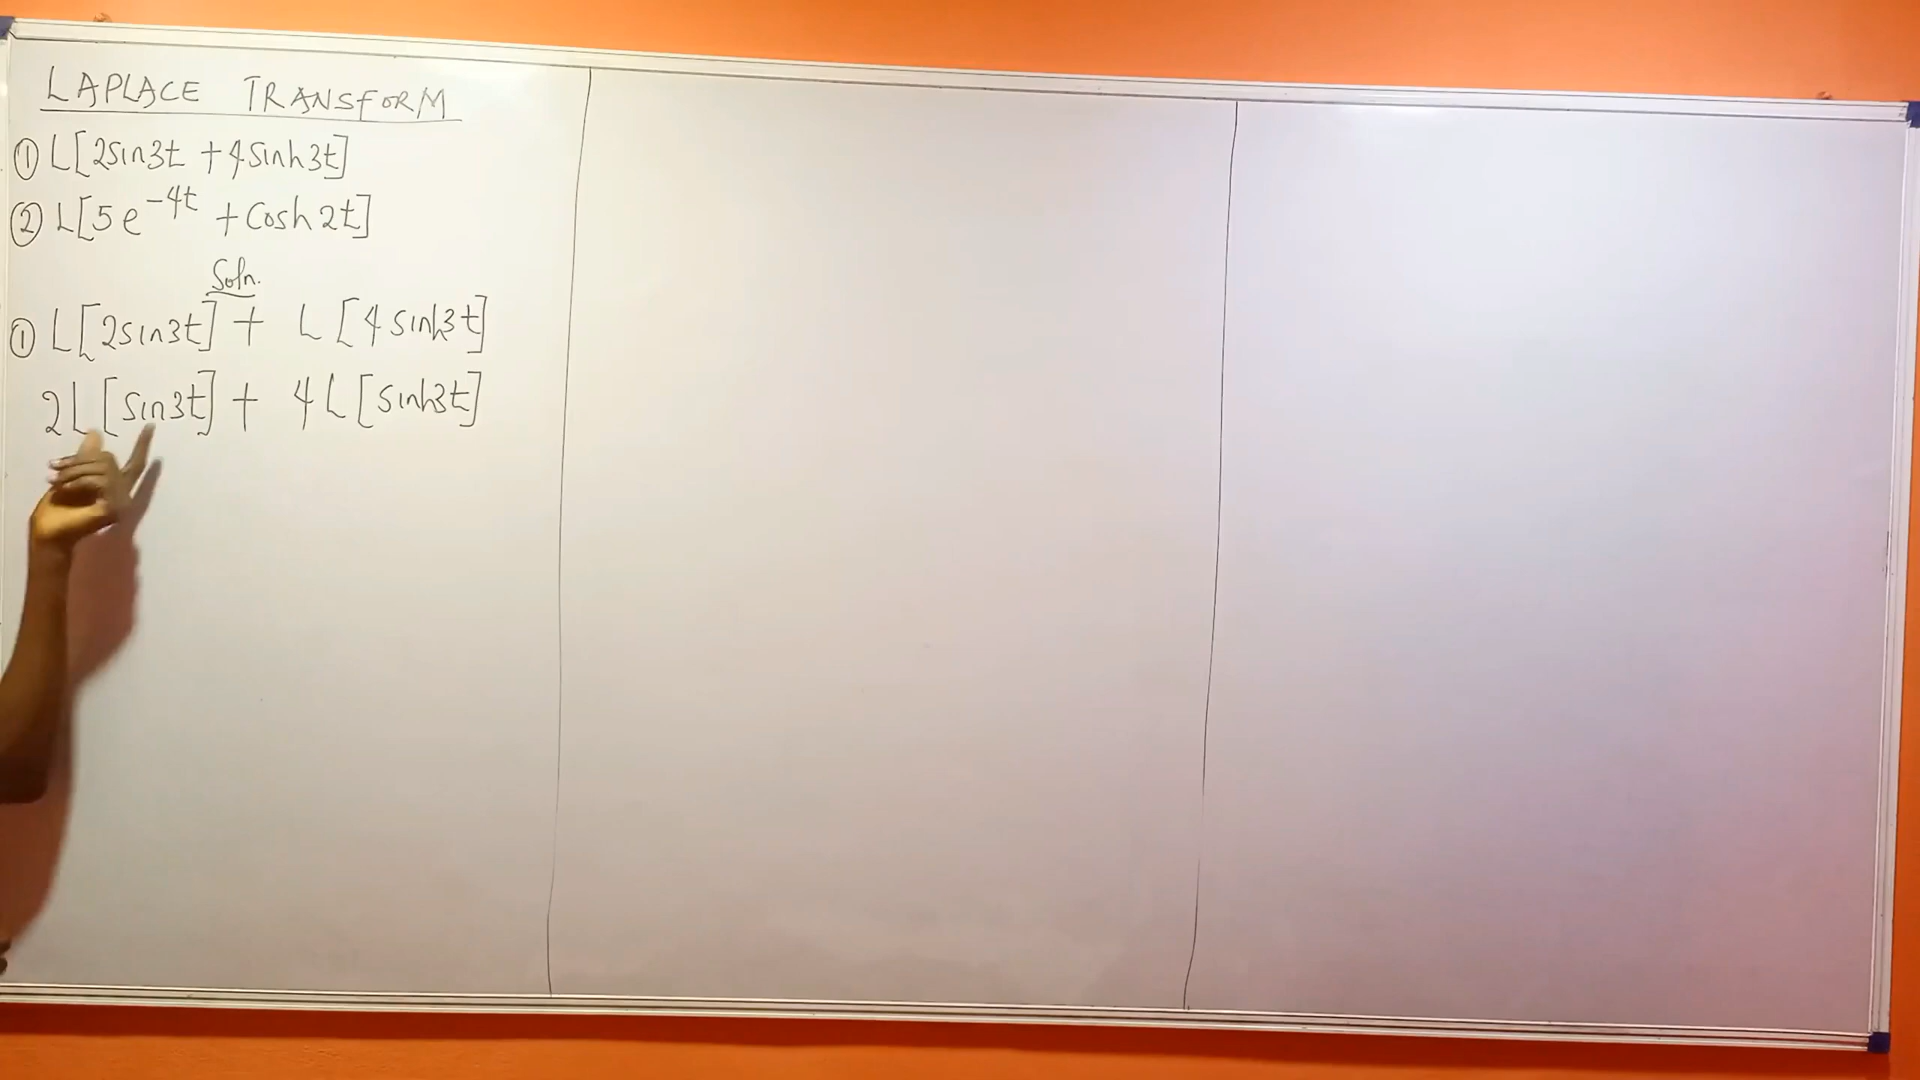 LAPLACE TRANSFORM
① L[2sin3t + 4sinh3t]
② L[5e^-4t + Cosh2t]
Soln.
① L[2sin3t] + L[4sinh3t]
2L[sin3t] + 4L[sinh3t]